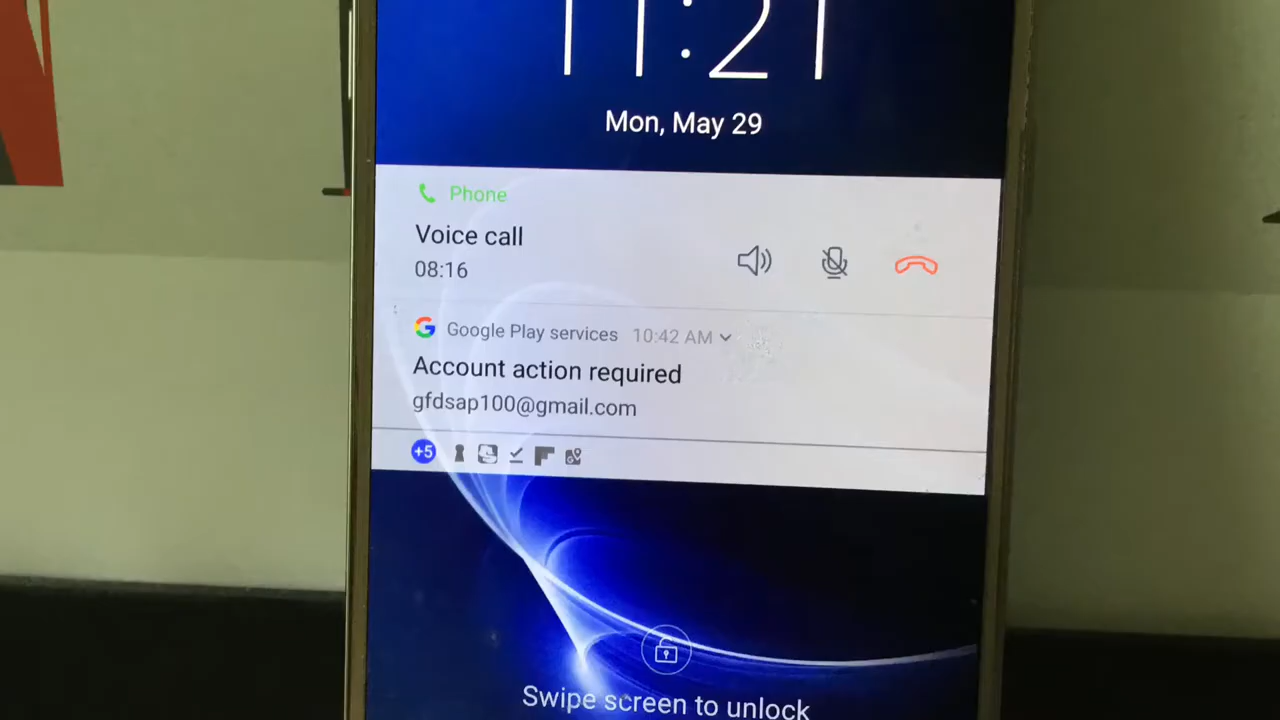 11:21
Mon, May 29
Phone
Voice call
08:16
Google Play services 10:42 AM
Account action required
gfdsap100@gmail.com
+5
Swipe screen to unlock